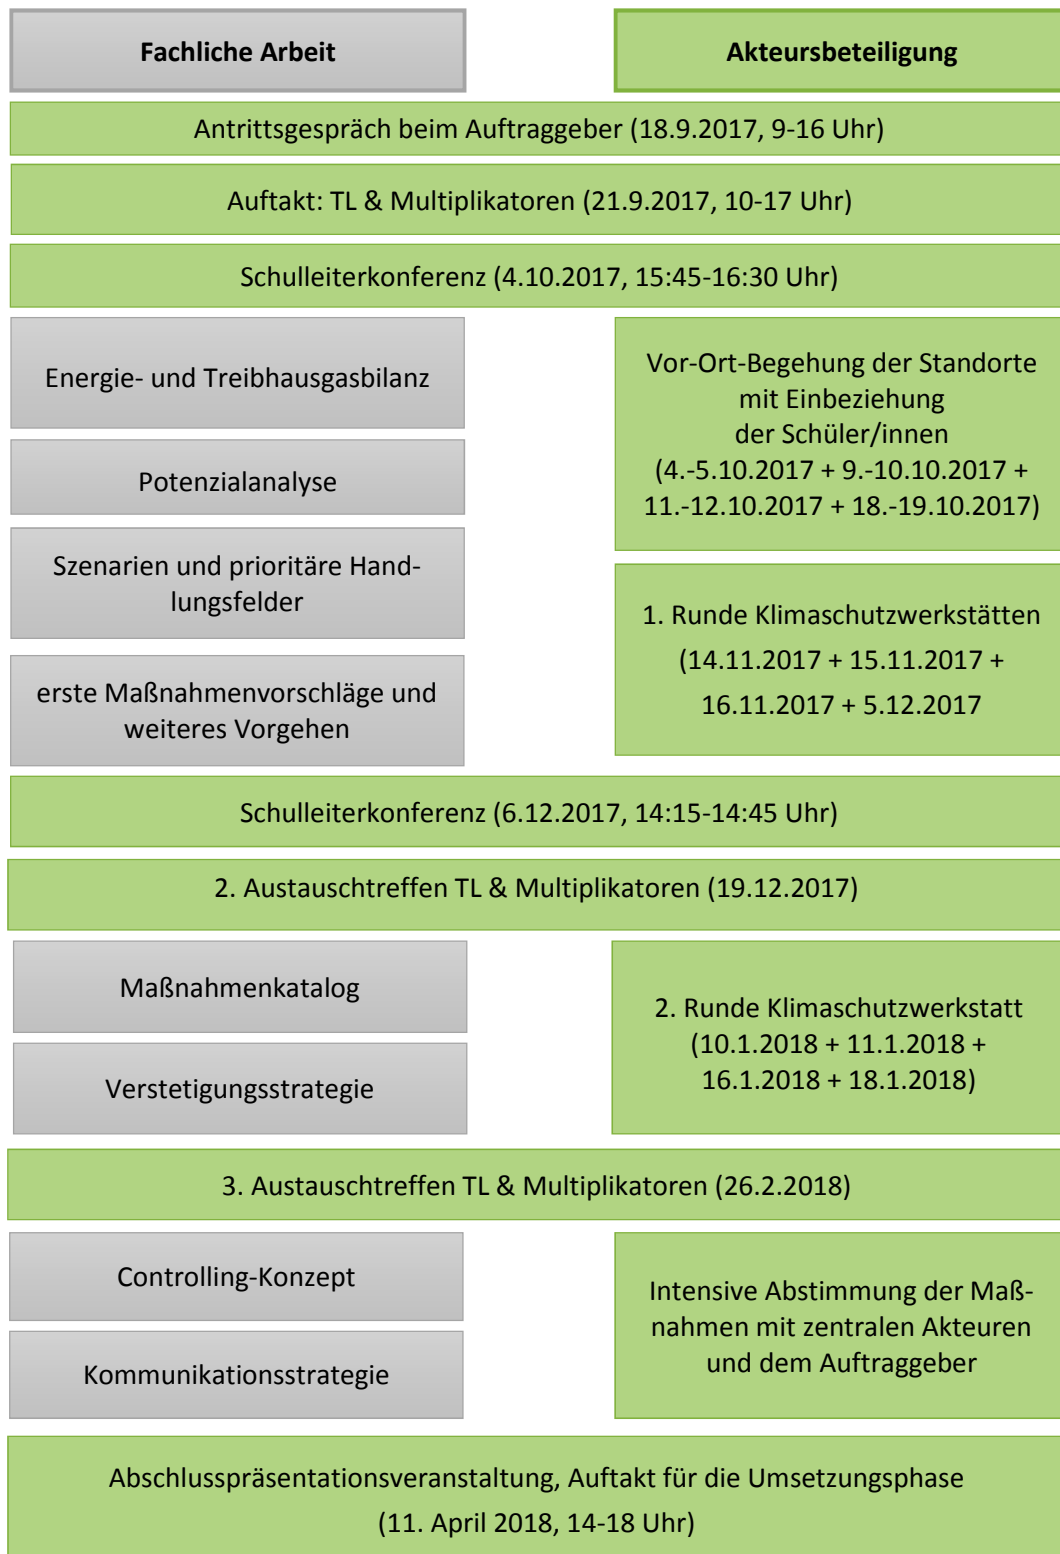 Fachliche Arbeit
Akteursbeteiligung
Antrittsgespräch beim Auftraggeber (18.9.2017, 9-16 Uhr)
Auftakt: TL & Multiplikatoren (21.9.2017, 10-17 Uhr)
Schulleiterkonferenz (4.10.2017, 15:45-16:30 Uhr)
Energie- und Treibhausgasbilanz
Potenzialanalyse
Szenarien und prioritäre Hand-
lungsfelder
erste Maßnahmenvorschläge und
weiteres Vorgehen
Vor-Ort-Begehung der Standorte
mit Einbeziehung
der Schüler/innen
(4.-5.10.2017 + 9.-10.10.2017 +
11.-12.10.2017 + 18.-19.10.2017)
1. Runde Klimaschutzwerkstätten
(14.11.2017 + 15.11.2017 +
16.11.2017 + 5.12.2017
Schulleiterkonferenz (6.12.2017, 14:15-14:45 Uhr)
2. Austauschtreffen TL & Multiplikatoren (19.12.2017)
Maßnahmenkatalog
Verstetigungsstrategie
2. Runde Klimaschutzwerkstatt
(10.1.2018 + 11.1.2018 +
16.1.2018 + 18.1.2018)
3. Austauschtreffen TL & Multiplikatoren (26.2.2018)
Controlling-Konzept
Kommunikationsstrategie
Intensive Abstimmung der Maß-
nahmen mit zentralen Akteuren
und dem Auftraggeber
Abschlusspräsentationsveranstaltung, Auftakt für die Umsetzungsphase
(11. April 2018, 14-18 Uhr)